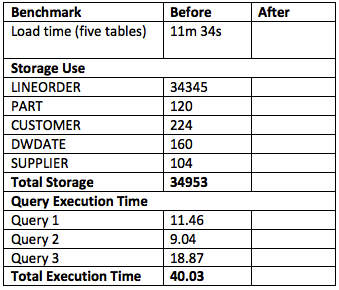 Benchmark Before After
Load time (five tables) 11m 34s
Storage Use
LINEORDER 34345
PART 120
CUSTOMER 224
DWDATE 160
SUPPLIER 104
Total Storage 34953
Query Execution Time
Query 1 11.46
Query 2 9.04
Query 3 18.87
Total Execution Time 40.03